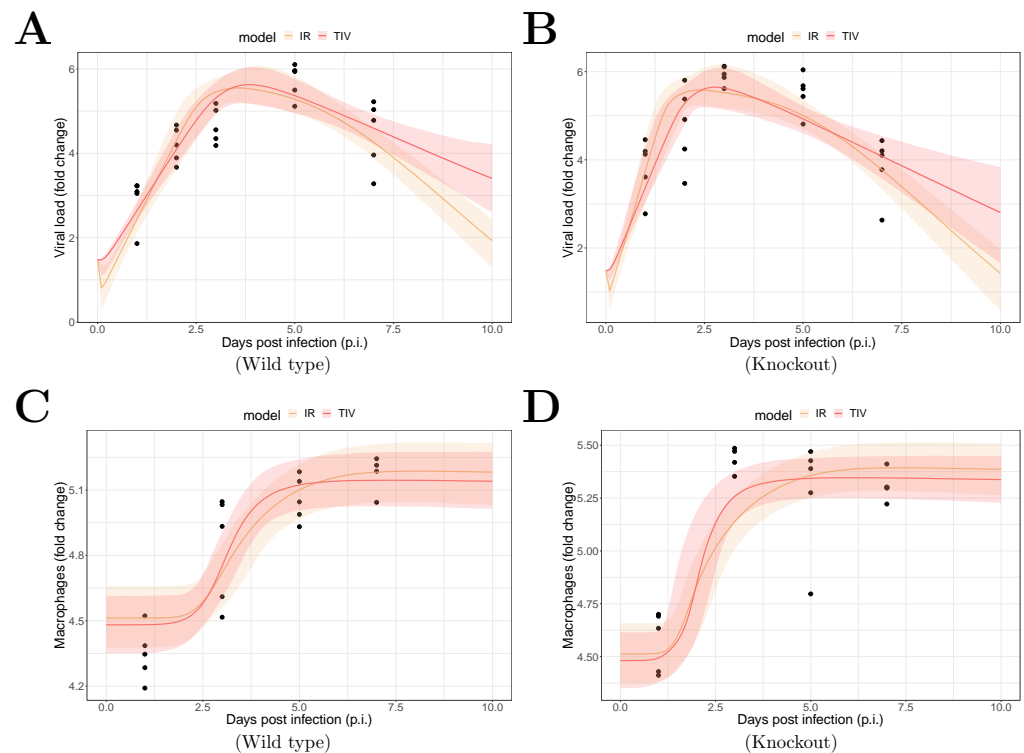 A
model IR TIV
Viral load (fold change)
6
4
2
0
0.0 2.5 5.0 7.5 10.0
Days post infection (p.i.)
(Wild type)
B
model IR TIV
Viral load (fold change)
6
4
2
0.0 2.5 5.0 7.5 10.0
Days post infection (p.i.)
(Knockout)
C
model IR TIV
Macrophages (fold change)
5.1
4.8
4.5
4.2
0.0 2.5 5.0 7.5 10.0
Days post infection (p.i.)
(Wild type)
D
model IR TIV
Macrophages (fold change)
5.50
5.25
5.00
4.75
4.50
0.0 2.5 5.0 7.5 10.0
Days post infection (p.i.)
(Knockout)